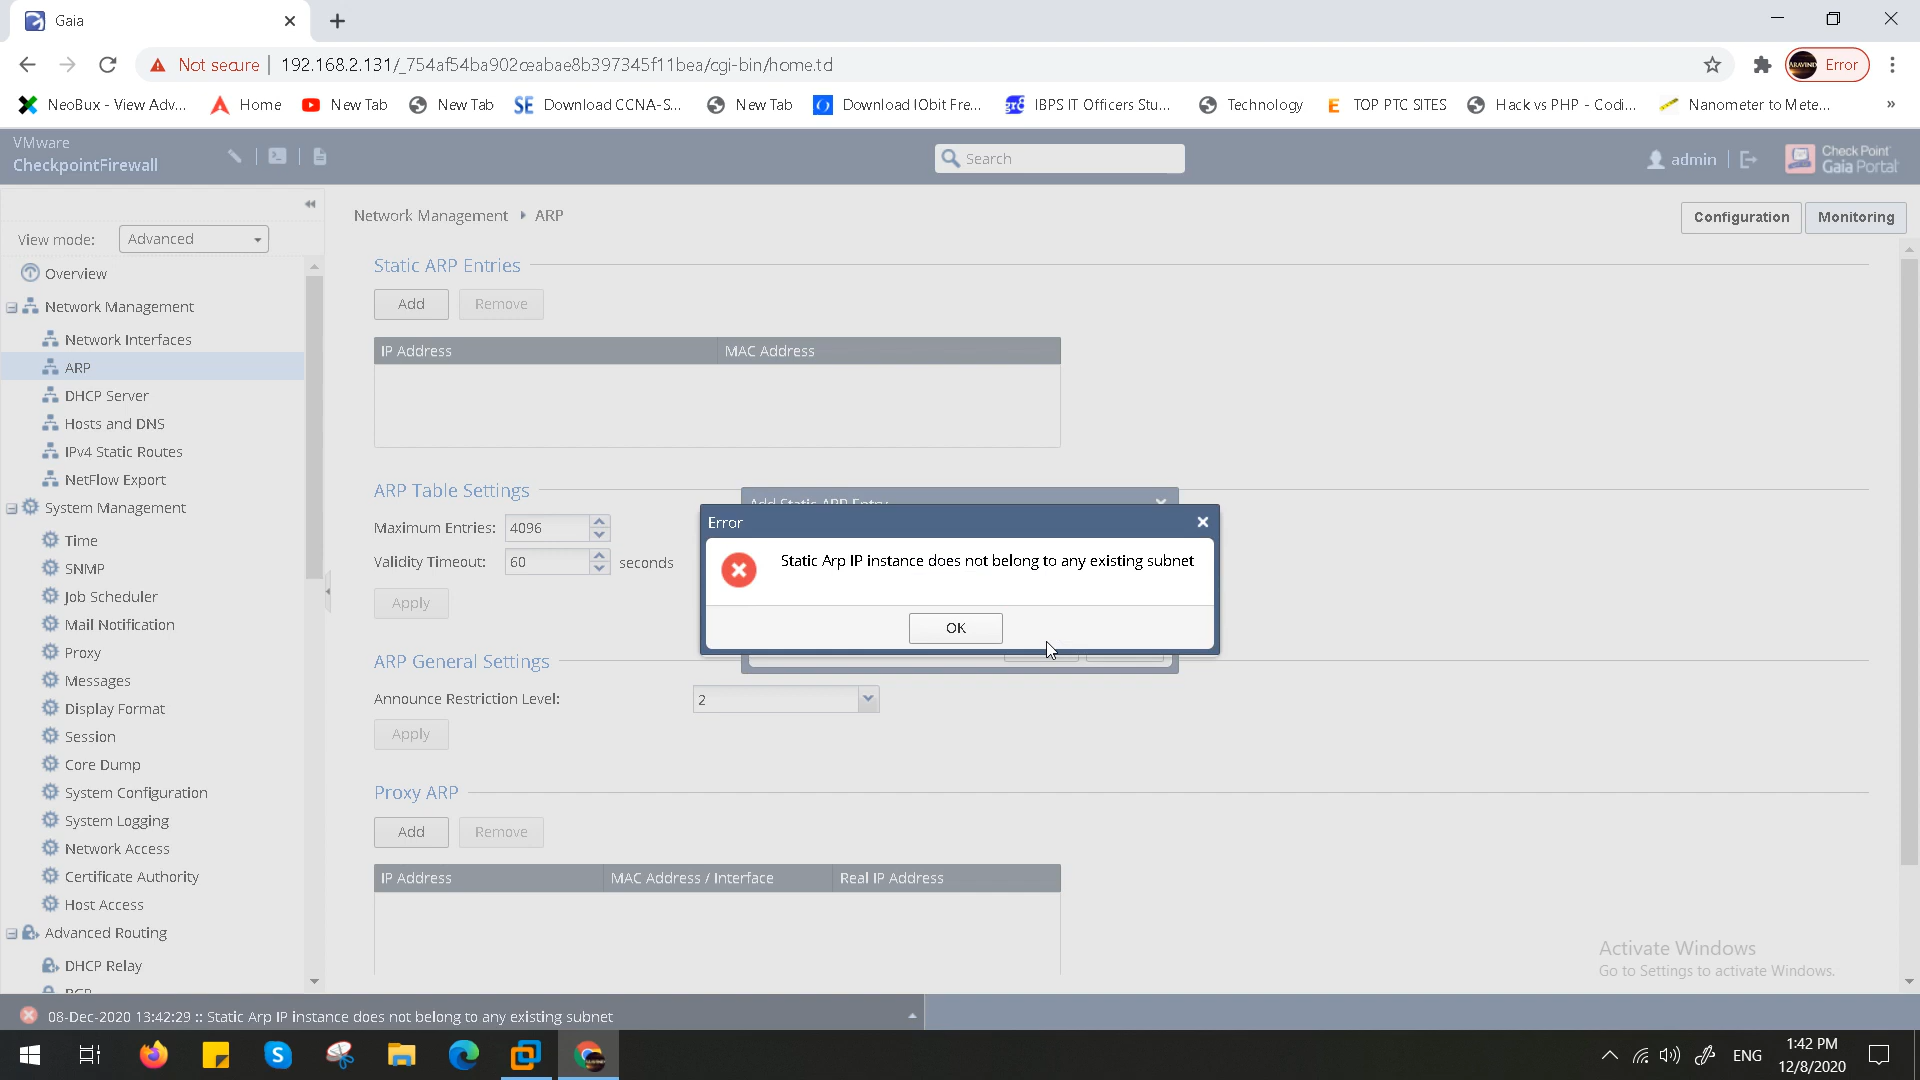 Gaia
Not secure 192.168.2.131/_754af54ba902ceabae8b397345f11bea/cgi-bin/home.td
Error
NeoBux - View Adv...
Home
New Tab
New Tab
Download CCNA-S...
New Tab
Download IObit Fre...
IBPS IT Officers Stu...
Technology
TOP PTC SITES
Hack vs PHP - Codi...
Nanometer to Mete...
VMware
CheckpointFirewall
Search
admin
Check Point
Gaia Portal
View mode: Advanced
Network Management ARP
Configuration Monitoring
Overview
Network Management
Network Interfaces
ARP
DHCP Server
Hosts and DNS
IPv4 Static Routes
NetFlow Export
System Management
Time
SNMP
Job Scheduler
Mail Notification
Proxy
Messages
Display Format
Session
Core Dump
System Configuration
System Logging
Network Access
Certificate Authority
Host Access
Advanced Routing
DHCP Relay
BGP
Static ARP Entries
Add Remove
IP Address MAC Address
ARP Table Settings
Maximum Entries: 4096
Validity Timeout: 60 seconds
Apply
Add Static ARP Entry
Error
Static Arp IP instance does not belong to any existing subnet
OK
ARP General Settings
Announce Restriction Level: 2
Apply
Proxy ARP
Add Remove
IP Address MAC Address / Interface Real IP Address
Activate Windows
Go to Settings to activate Windows.
08-Dec-2020 13:42:29 :: Static Arp IP instance does not belong to any existing subnet
ENG
1:42 PM
12/8/2020